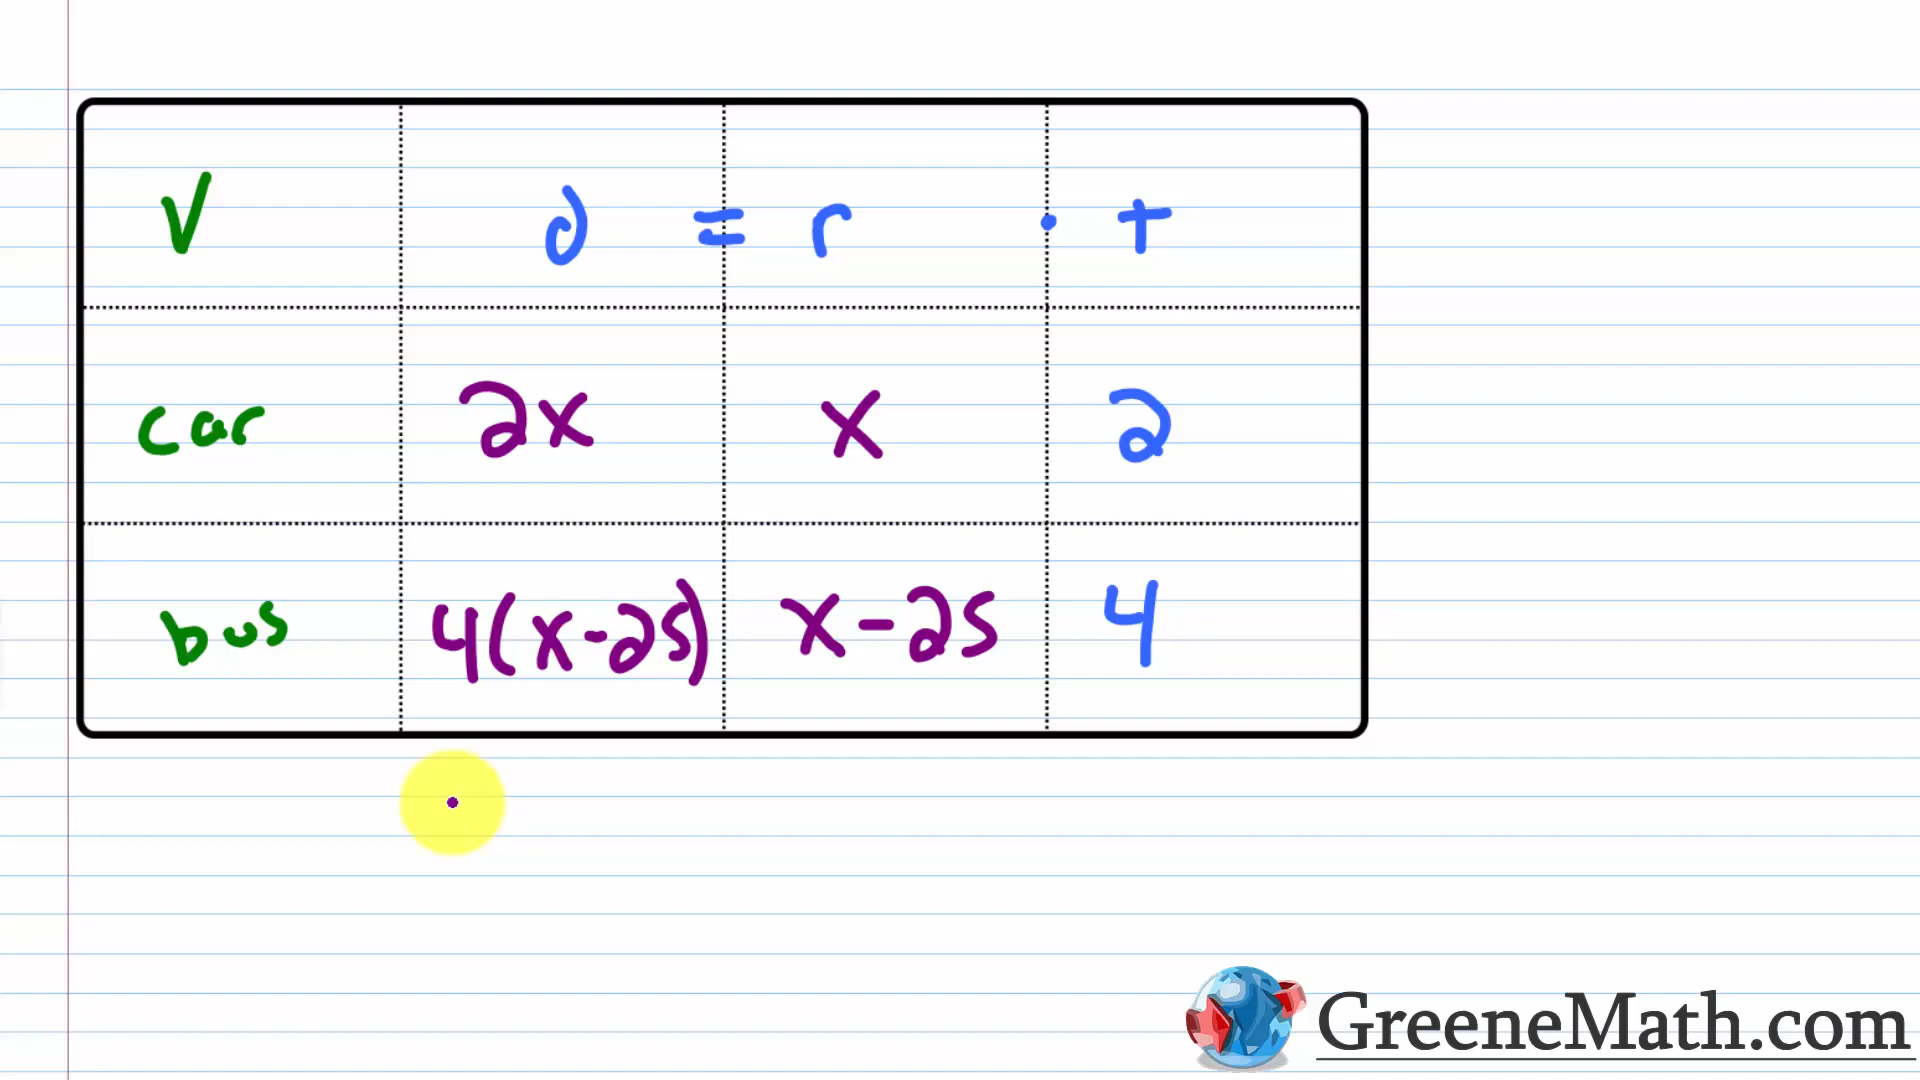 V d = r · t
car 2x x 2
bus 4(x-25) x-25 4
GreeneMath.com